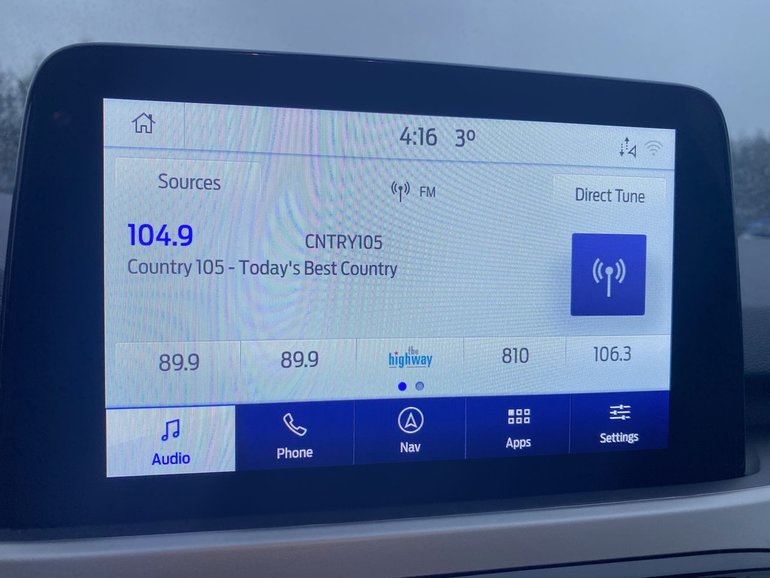 4:16 3°
Sources
FM
Direct Tune
104.9 CNTRY105
Country 105 - Today's Best Country
89.9 89.9 the highway 810 106.3
Audio Phone Nav Apps Settings